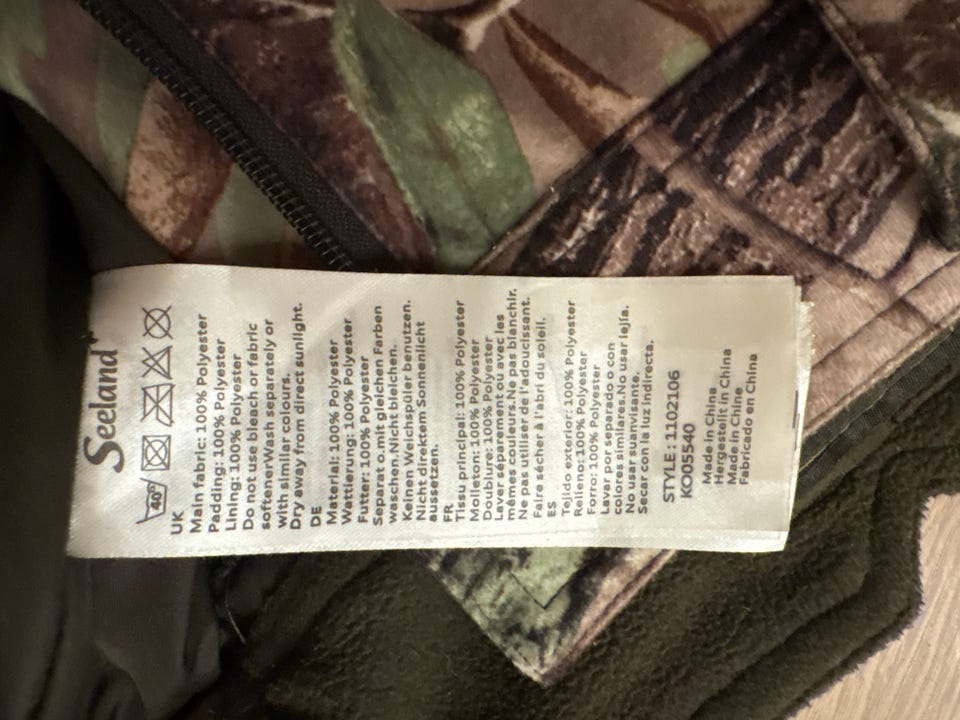 Seeland
40°
UK
Main fabric: 100% Polyester
Padding: 100% Polyester
Lining: 100% Polyester
Do not use bleach or fabric
softenerWash separately or
with similar colours.
Dry away from direct sunlight.
DE
Material: 100% Polyester
Wattierung: 100% Polyester
Futter: 100% Polyester
Separat o.mit gleichen Farben
waschen.Nicht bleichen.
Keinen Weichspüler benutzen.
Nicht direktem Sonnenlicht
aussetzen.
FR
Tissu principal: 100% Polyester
Molleton: 100% Polyester
Doublure: 100% Polyester
Laver séparement ou avec les
mêmes couleurs.Ne pas blanchir.
Ne pas utiliser de l'adoucissant.
Faire sécher à l'abri du soleil.
ES
Tejido exterior: 100% Polyester
Relleno: 100% Polyester
Forro: 100% Polyester
Lavar por separado o con
colores similares.No usar lejía.
No usar suanvisante.
Secar con la luz indirecta.
STYLE: 1102106
KO05540
Made in China
Hergestellt in China
Made in Chine
Fabricado en China